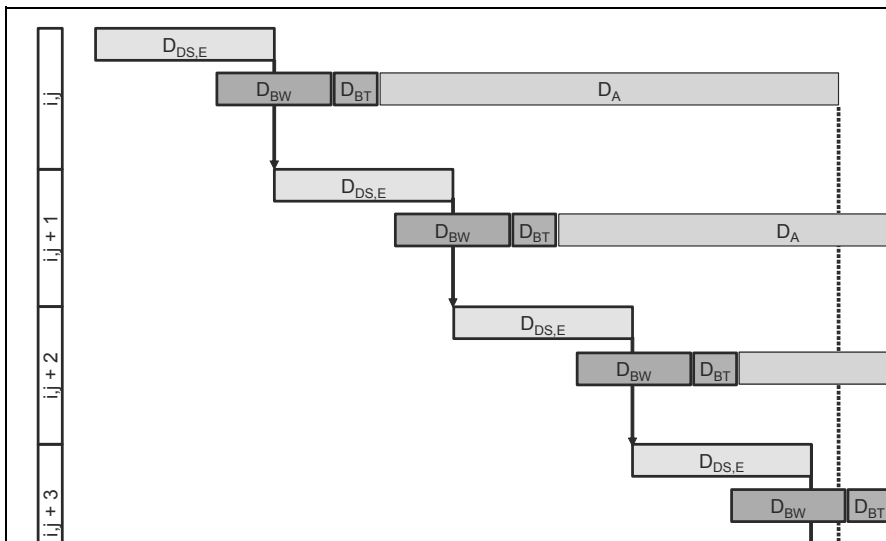 D_DS,E
i,j
D_BW D_BT D_A
D_DS,E
i,j + 1
D_BW D_BT D_A
D_DS,E
i,j + 2
D_BW D_BT
D_DS,E
i,j + 3
D_BW D_BT